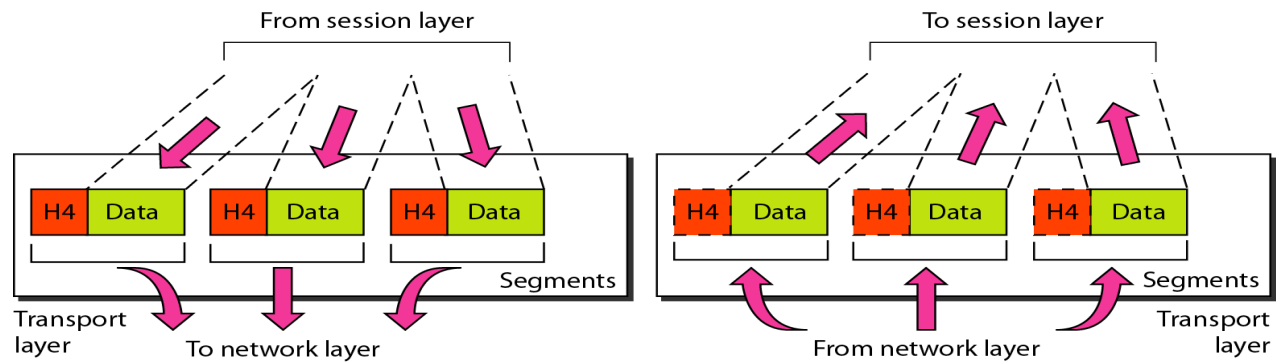 From session layer
H4 Data H4 Data H4 Data
Segments
Transport
layer
To network layer
To session layer
H4 Data H4 Data H4 Data
Segments
From network layer
Transport
layer